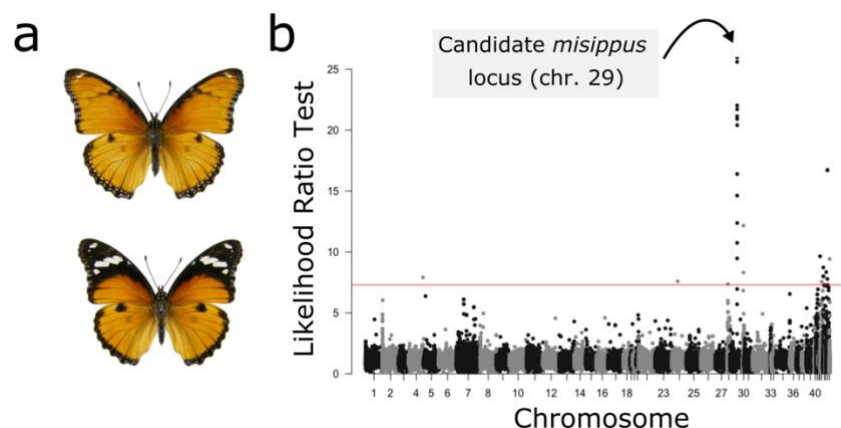 a
b
Candidate misippus
locus (chr. 29)
Likelihood Ratio Test
25
20
15
10
5
0
1 2 4 5 7 8 10 12 14 16 18 23 25 27 30 33 36 40
Chromosome